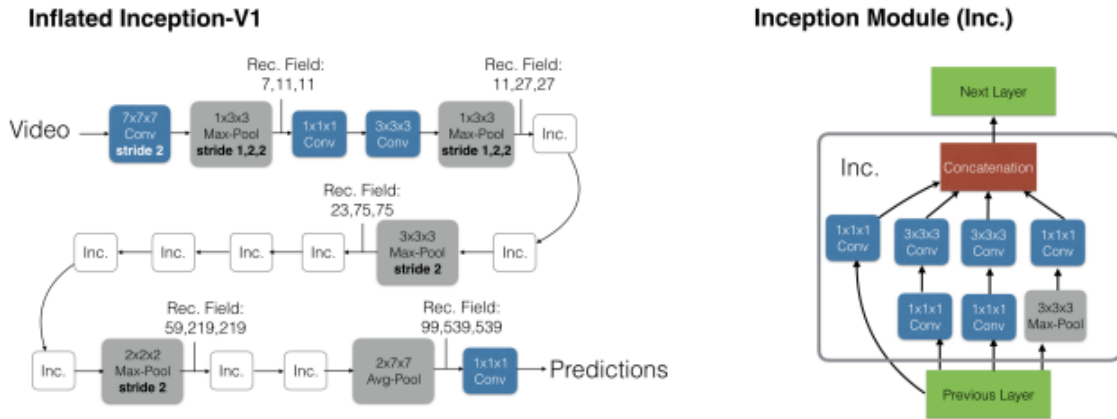 Inflated Inception-V1
Inception Module (Inc.)
Rec. Field:
7,11,11
Rec. Field:
11,27,27
Video
7x7x7
Conv
stride 2
1x3x3
Max-Pool
stride 1,2,2
1x1x1
Conv
3x3x3
Conv
1x3x3
Max-Pool
stride 1,2,2
Inc.
Rec. Field:
23,75,75
Inc.
Inc.
Inc.
Inc.
3x3x3
Max-Pool
stride 2
Inc.
Rec. Field:
59,219,219
Rec. Field:
99,539,539
Inc.
2x2x2
Max-Pool
stride 2
Inc.
Inc.
2x7x7
Avg-Pool
1x1x1
Conv
Predictions
Next Layer
Inc.
Concatenation
1x1x1
Conv
3x3x3
Conv
3x3x3
Conv
1x1x1
Conv
1x1x1
Conv
1x1x1
Conv
3x3x3
Max-Pool
Previous Layer